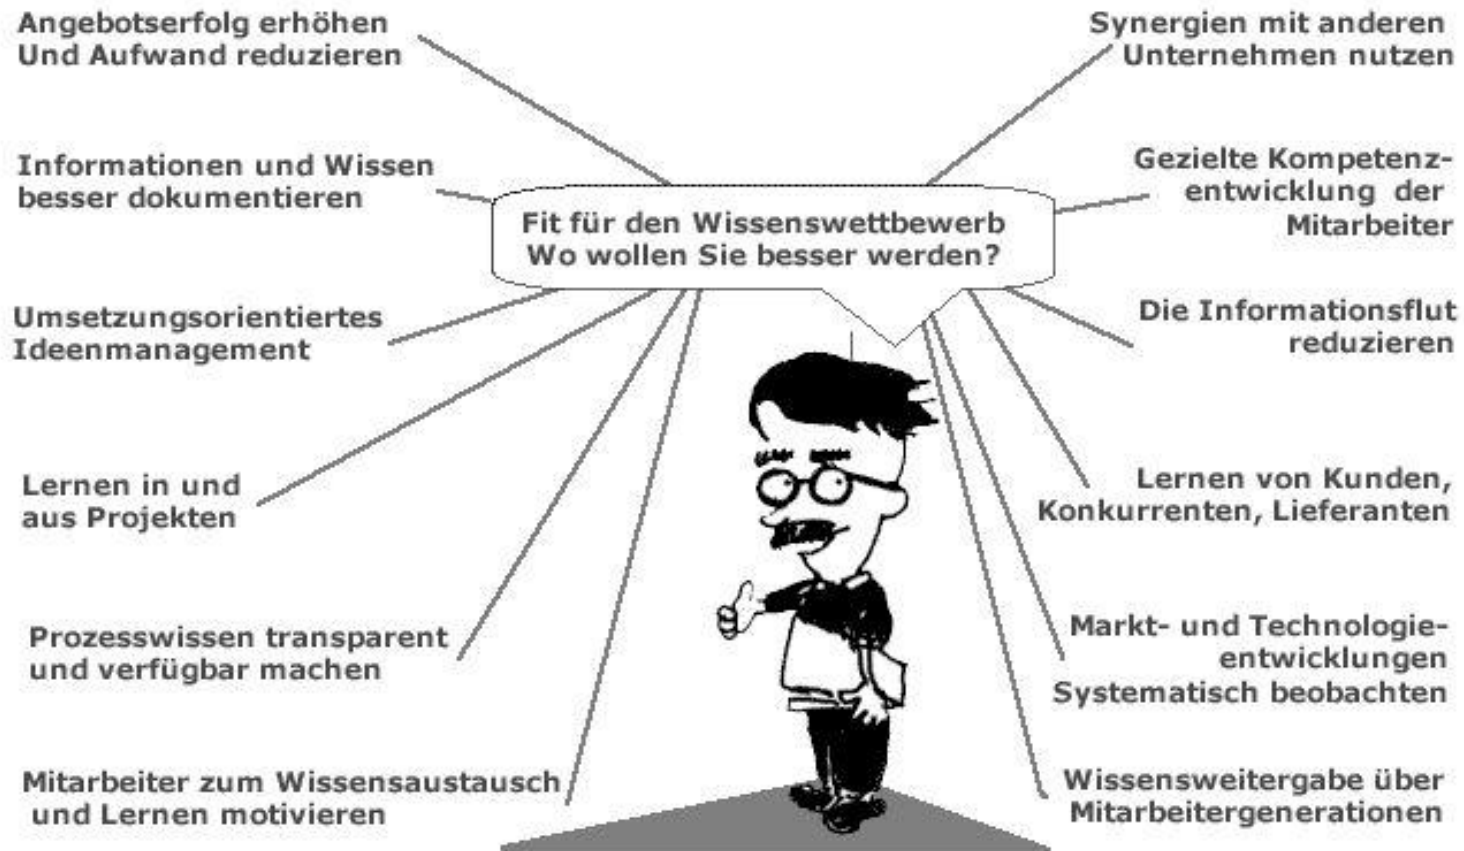 Angebotserfolg erhöhen
Und Aufwand reduzieren
Informationen und Wissen
besser dokumentieren
Umsetzungsorientiertes
Ideenmanagement
Lernen in und
aus Projekten
Prozesswissen transparent
und verfügbar machen
Mitarbeiter zum Wissensaustausch
und Lernen motivieren
Fit für den Wissenswettbewerb
Wo wollen Sie besser werden?
Synergien mit anderen
Unternehmen nutzen
Gezielte Kompetenz-
entwicklung der
Mitarbeiter
Die Informationsflut
reduzieren
Lernen von Kunden,
Konkurrenten, Lieferanten
Markt- und Technologie-
entwicklungen
Systematisch beobachten
Wissensweitergabe über
Mitarbeitergenerationen